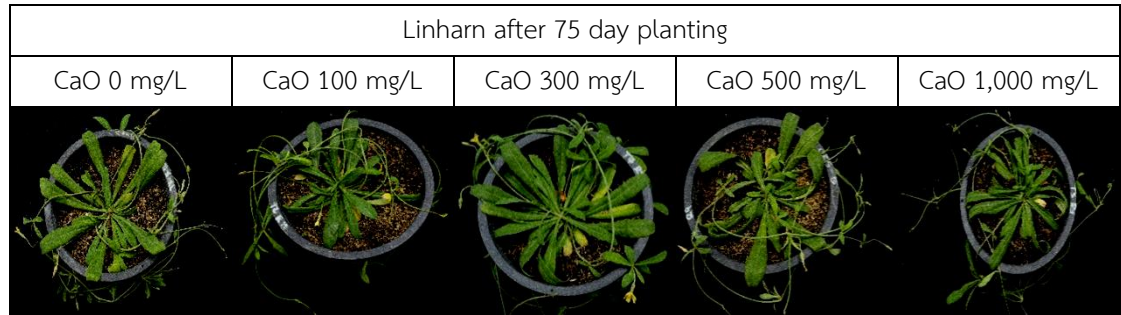 Linharn after 75 day planting
CaO 0 mg/L
CaO 100 mg/L
CaO 300 mg/L
CaO 500 mg/L
CaO 1,000 mg/L